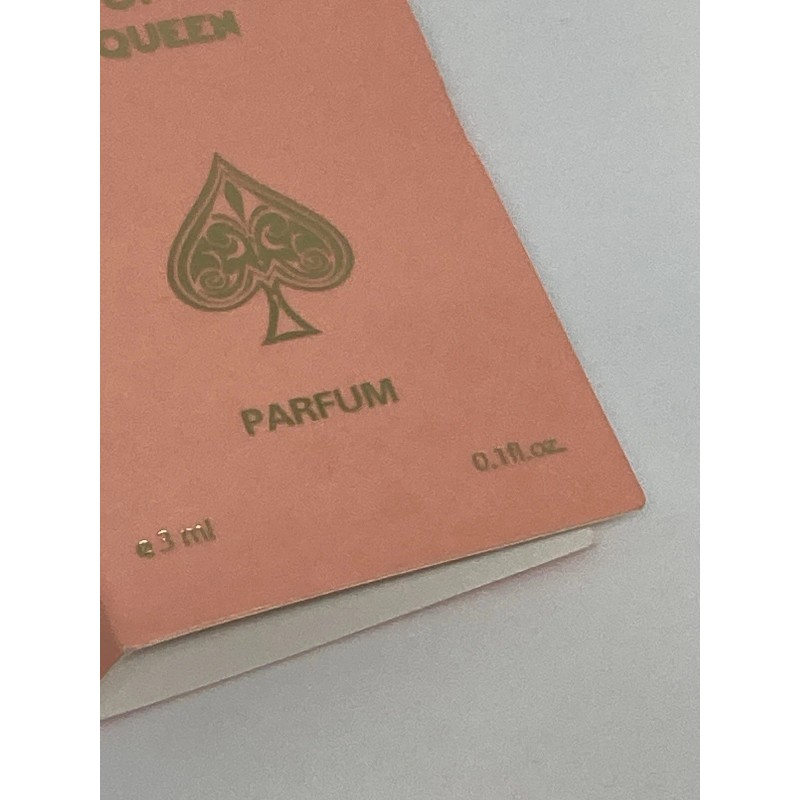 QUEEN
PARFUM
0.1fl.oz.
e 3 ml